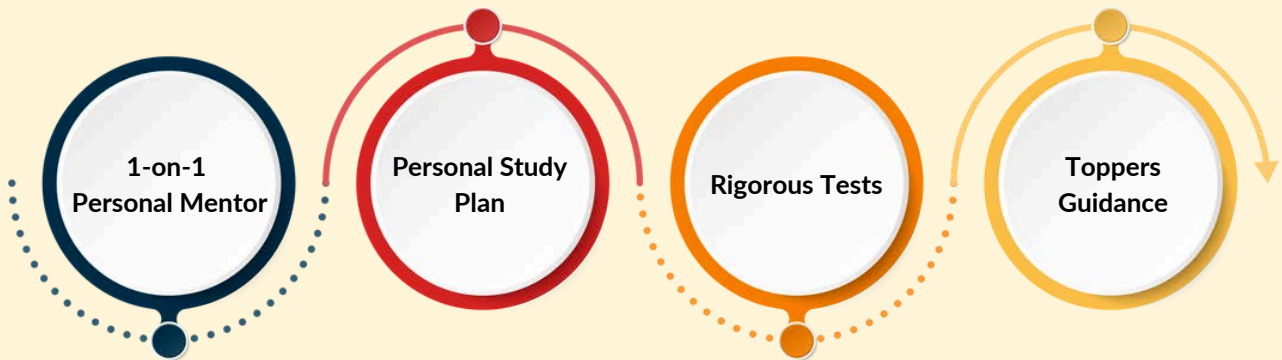 1-on-1
Personal Mentor
Personal Study
Plan
Rigorous Tests
Toppers
Guidance